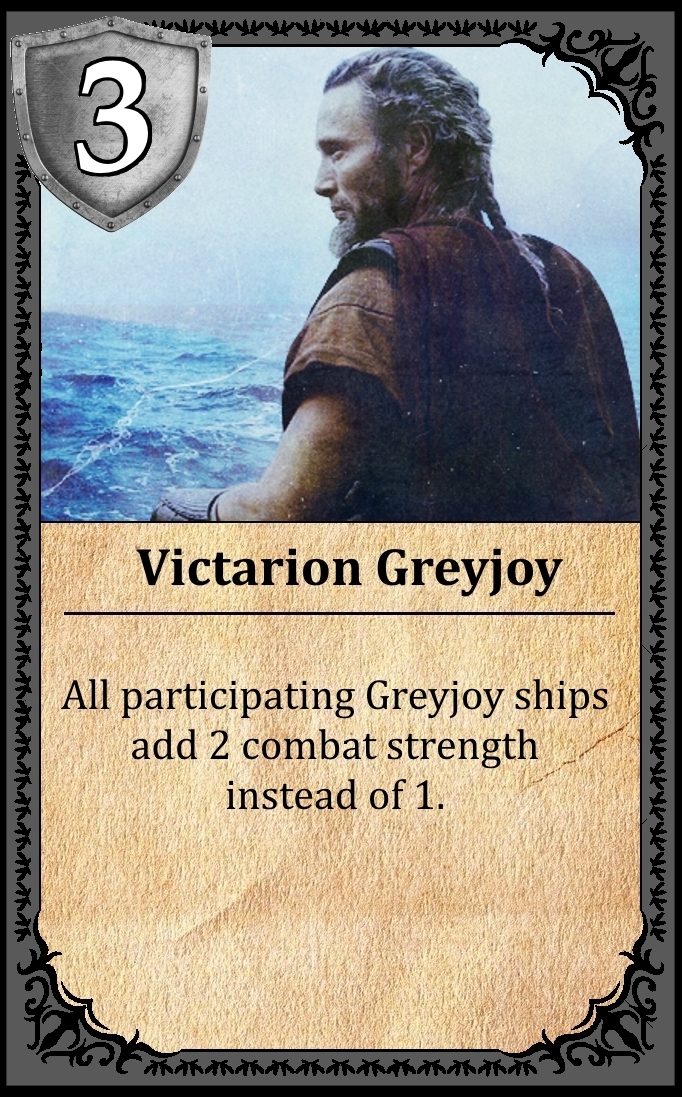 3
Victarion Greyjoy
All participating Greyjoy ships
add 2 combat strength
instead of 1.